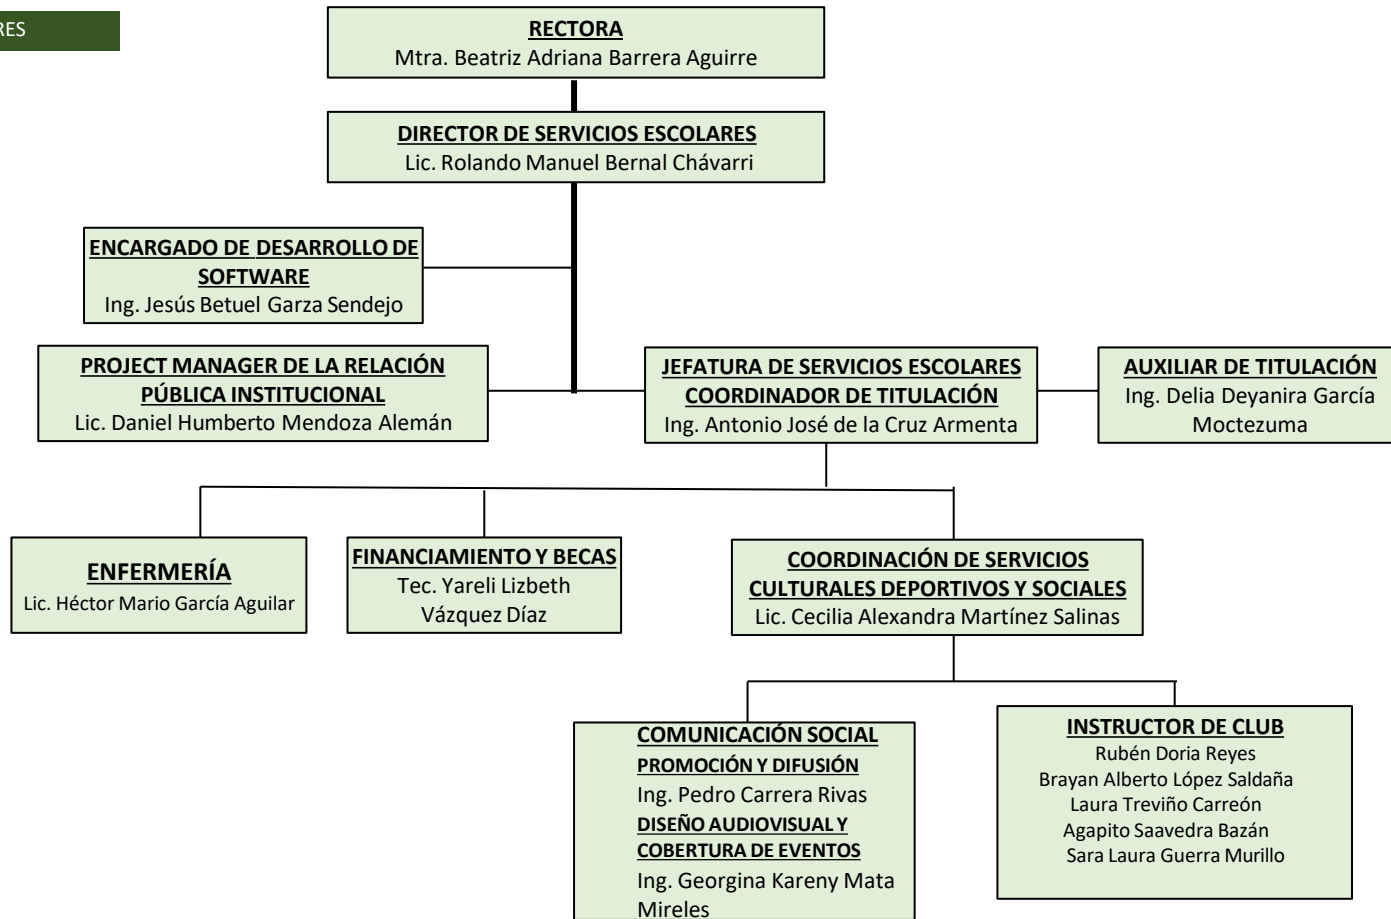 RES
RECTORA
Mtra. Beatriz Adriana Barrera Aguirre
DIRECTOR DE SERVICIOS ESCOLARES
Lic. Rolando Manuel Bernal Chávarri
ENCARGADO DE DESARROLLO DE
SOFTWARE
Ing. Jesús Betuel Garza Sendejo
PROJECT MANAGER DE LA RELACIÓN
PÚBLICA INSTITUCIONAL
Lic. Daniel Humberto Mendoza Alemán
JEFATURA DE SERVICIOS ESCOLARES
COORDINADOR DE TITULACIÓN
Ing. Antonio José de la Cruz Armenta
AUXILIAR DE TITULACIÓN
Ing. Delia Deyanira García
Moctezuma
ENFERMERÍA
Lic. Héctor Mario García Aguilar
FINANCIAMIENTO Y BECAS
Tec. Yareli Lizbeth
Vázquez Díaz
COORDINACIÓN DE SERVICIOS
CULTURALES DEPORTIVOS Y SOCIALES
Lic. Cecilia Alexandra Martínez Salinas
COMUNICACIÓN SOCIAL
PROMOCIÓN Y DIFUSIÓN
Ing. Pedro Carrera Rivas
DISEÑO AUDIOVISUAL Y
COBERTURA DE EVENTOS
Ing. Georgina Kareny Mata
Mireles
INSTRUCTOR DE CLUB
Rubén Doria Reyes
Brayan Alberto López Saldaña
Laura Treviño Carreón
Agapito Saavedra Bazán
Sara Laura Guerra Murillo